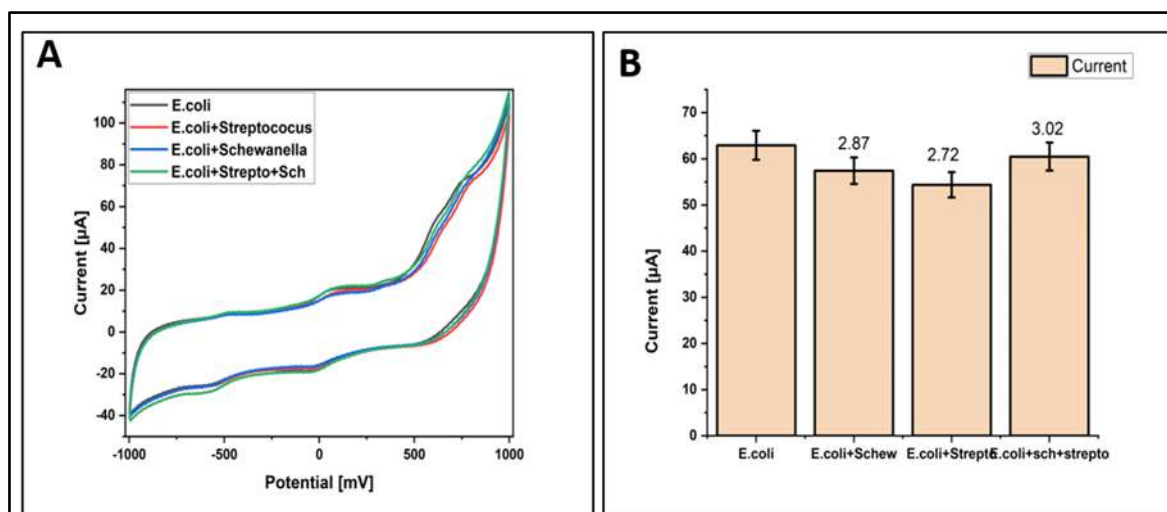 A
E.coli
E.coli+Streptococus
E.coli+Schewanella
E.coli+Strepto+Sch
Current [µA]
100
80
60
40
20
0
-20
-40
-1000
-500
0
500
1000
Potential [mV]
B
Current
Current [µA]
70
60
50
40
30
20
10
0
2.87
2.72
3.02
E.coli
E.coli+Schew
E.coli+Strepto
E.coli+sch+strepto